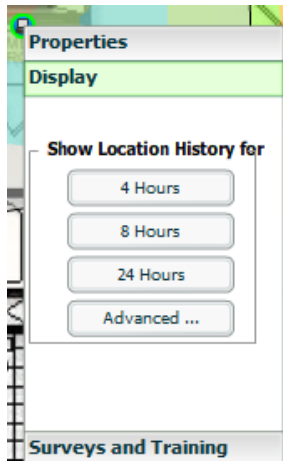 Properties
Display
Show Location History for
4 Hours
8 Hours
24 Hours
Advanced ...
Surveys and Training